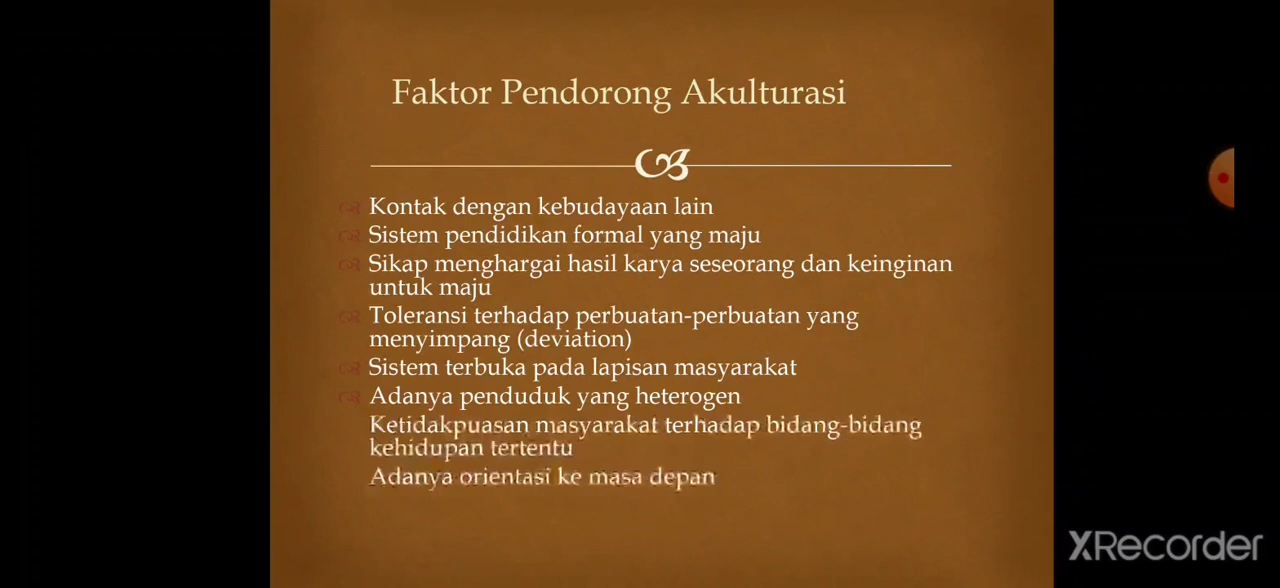 Faktor Pendorong Akulturasi
Kontak dengan kebudayaan lain
Sistem pendidikan formal yang maju
Sikap menghargai hasil karya seseorang dan keinginan
untuk maju
Toleransi terhadap perbuatan-perbuatan yang
menyimpang (deviation)
Sistem terbuka pada lapisan masyarakat
Adanya penduduk yang heterogen
Ketidakpuasan masyarakat terhadap bidang-bidang
kehidupan tertentu
Adanya orientasi ke masa depan
XRecorder